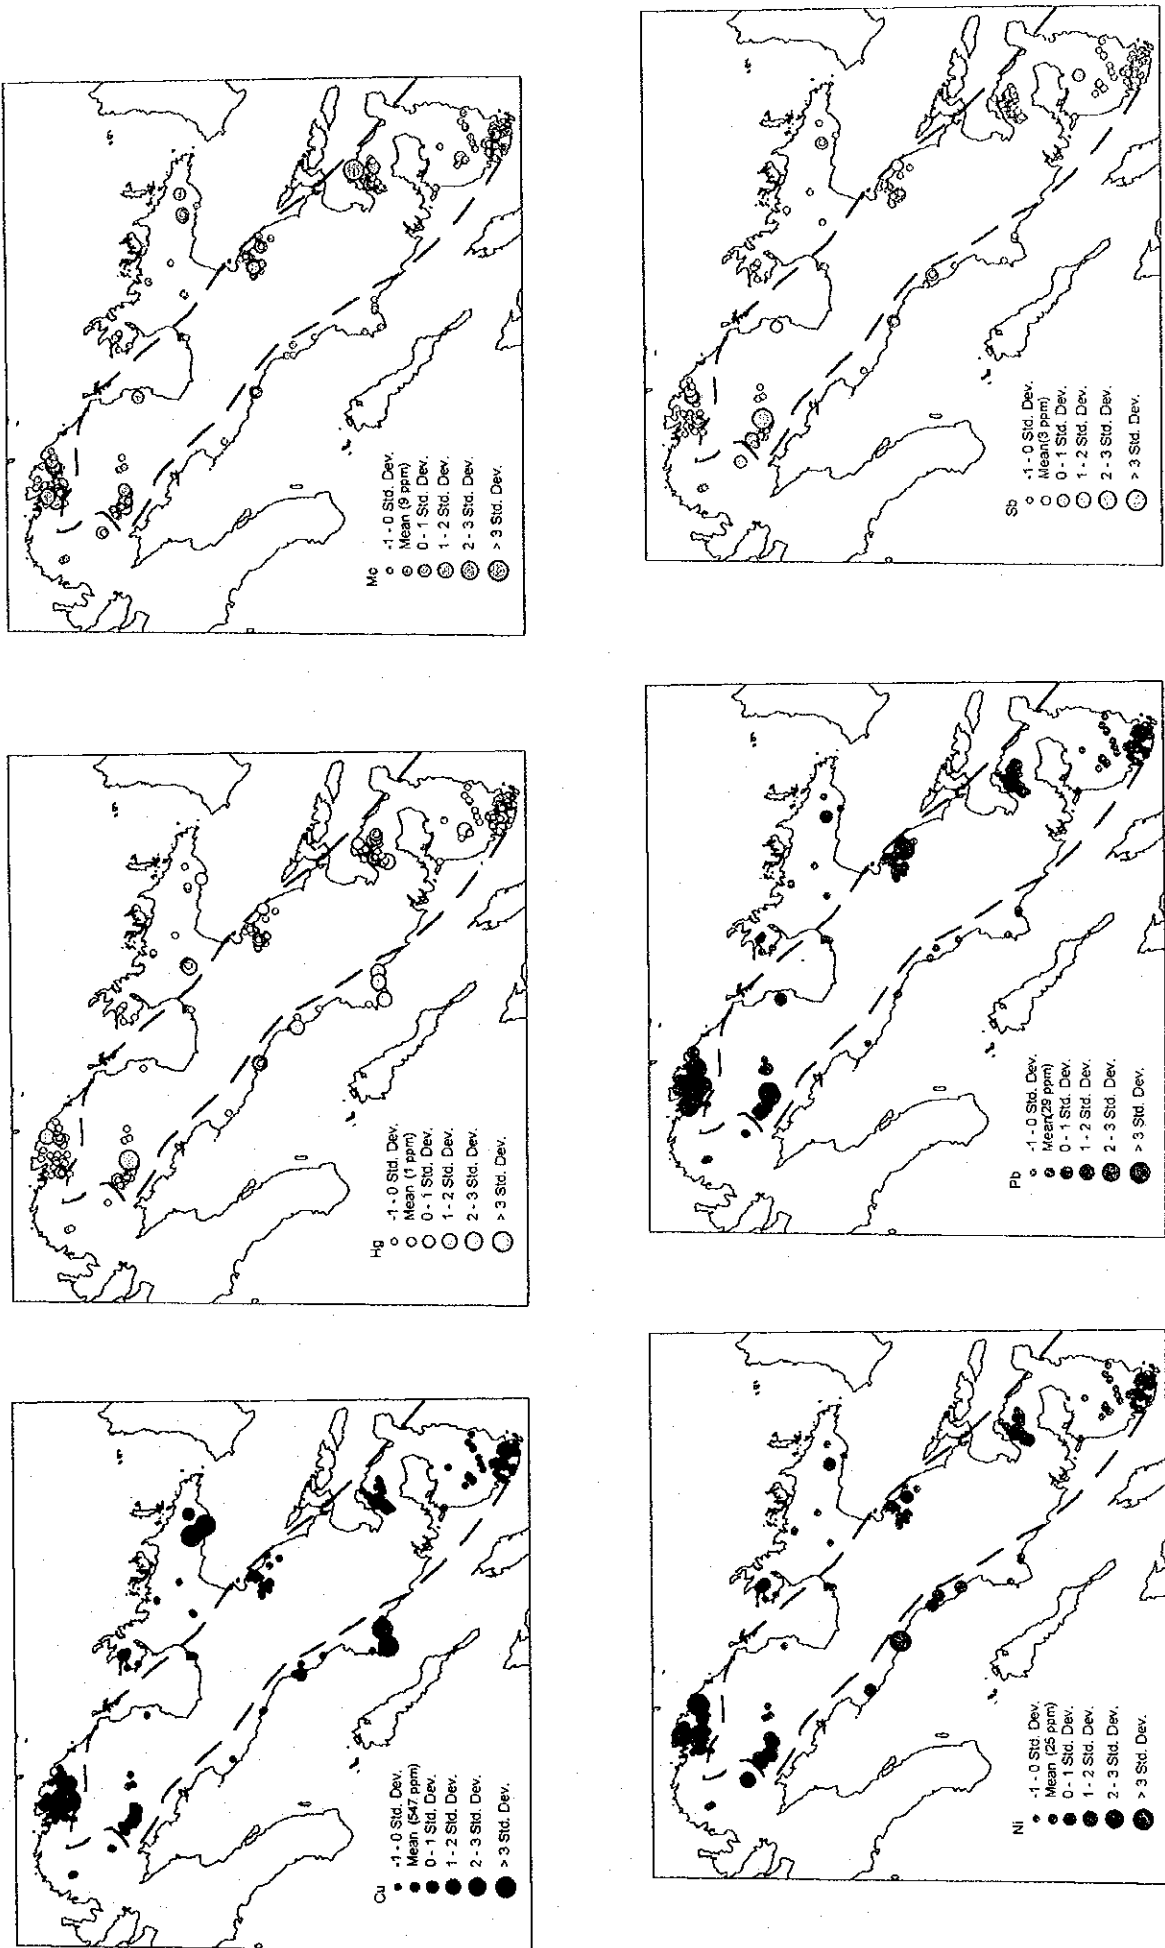 Cu
-1 - 0 Std. Dev.
Mean (547 ppm)
0 - 1 Std. Dev.
1 - 2 Std. Dev.
2 - 3 Std. Dev.
> 3 Std. Dev.
Hg
-1 - 0 Std. Dev.
Mean (1 ppm)
0 - 1 Std. Dev.
1 - 2 Std. Dev.
2 - 3 Std. Dev.
> 3 Std. Dev.
Mc
-1 - 0 Std. Dev.
Mean (9 ppm)
0 - 1 Std. Dev.
1 - 2 Std. Dev.
2 - 3 Std. Dev.
> 3 Std. Dev.
Ni
-1 - 0 Std. Dev.
Mean (25 ppm)
0 - 1 Std. Dev.
1 - 2 Std. Dev.
2 - 3 Std. Dev.
> 3 Std. Dev.
Pb
-1 - 0 Std. Dev.
Mean(29 ppm)
0 - 1 Std. Dev.
1 - 2 Std. Dev.
2 - 3 Std. Dev.
> 3 Std. Dev.
Sb
-1 - 0 Std. Dev.
Mean(3 ppm)
0 - 1 Std. Dev.
1 - 2 Std. Dev.
2 - 3 Std. Dev.
> 3 Std. Dev.